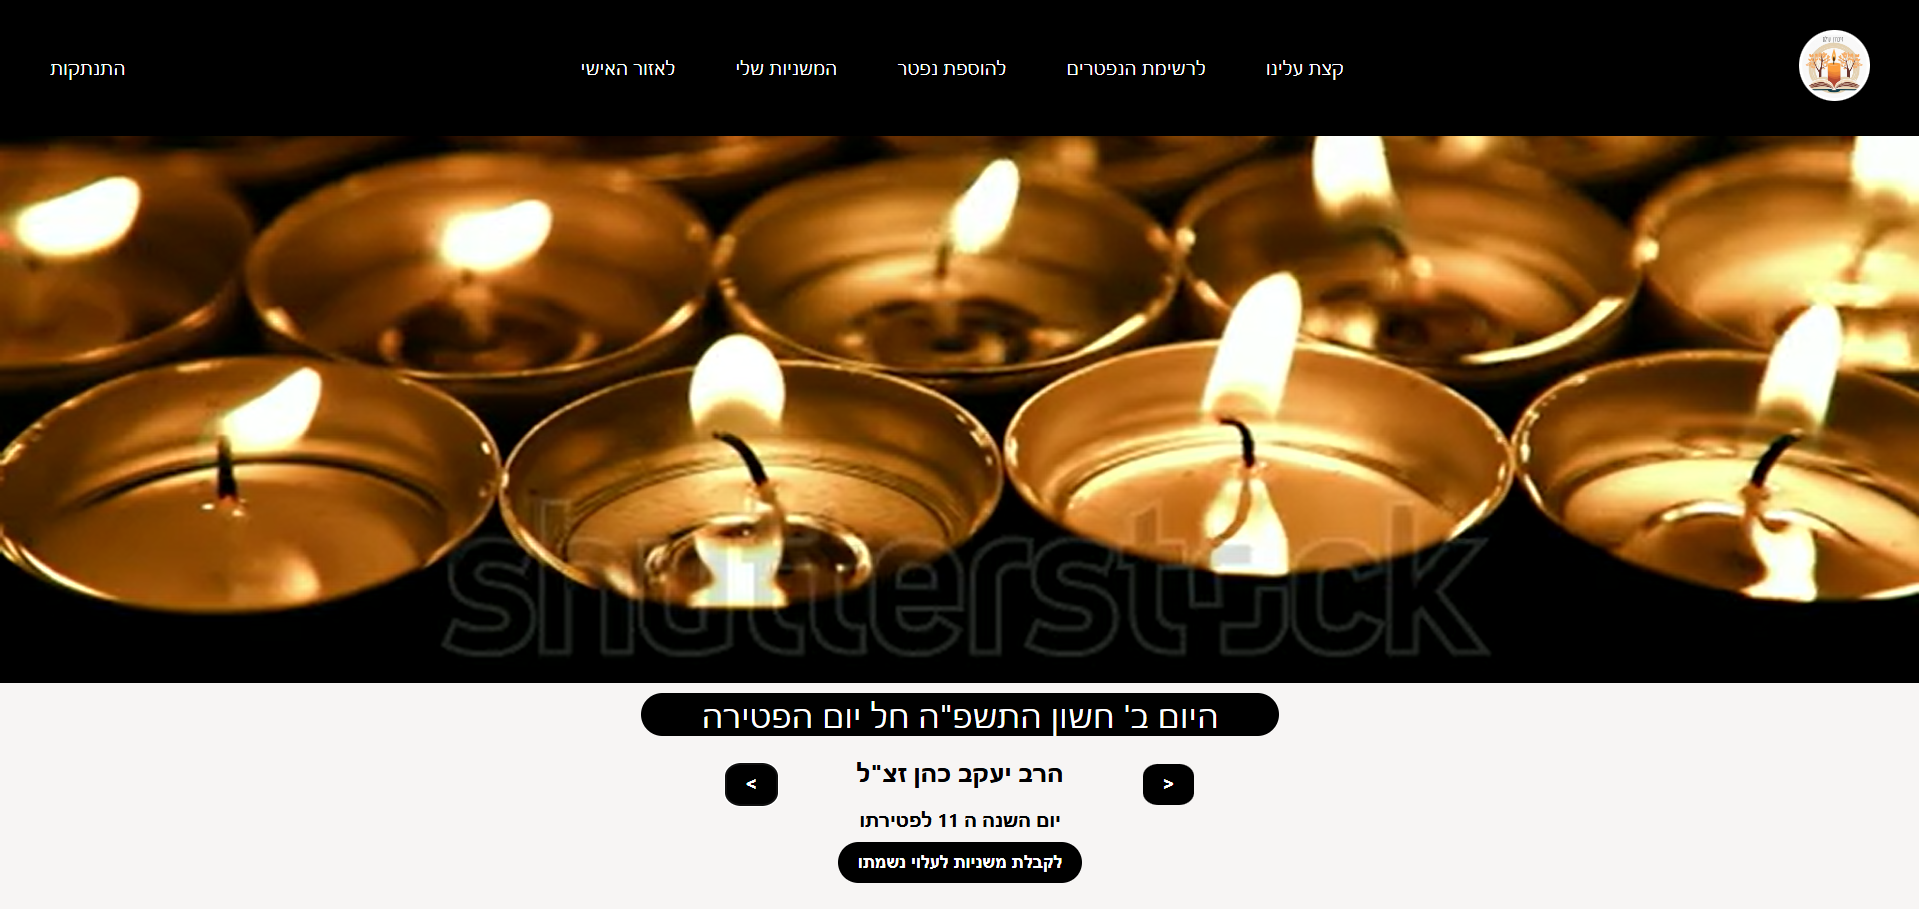 קצת עלינו
לרשימת הנפטרים
להוספת נפטר
המשניות שלי
לאזור האישי
התנתקות
shutterstock
היום ב' חשון התשפ"ה חל יום הפטירה
<
הרב יעקב כהן זצ"ל
>
יום השנה ה 11 לפטירתו
לקבלת משניות לעלוי נשמתו